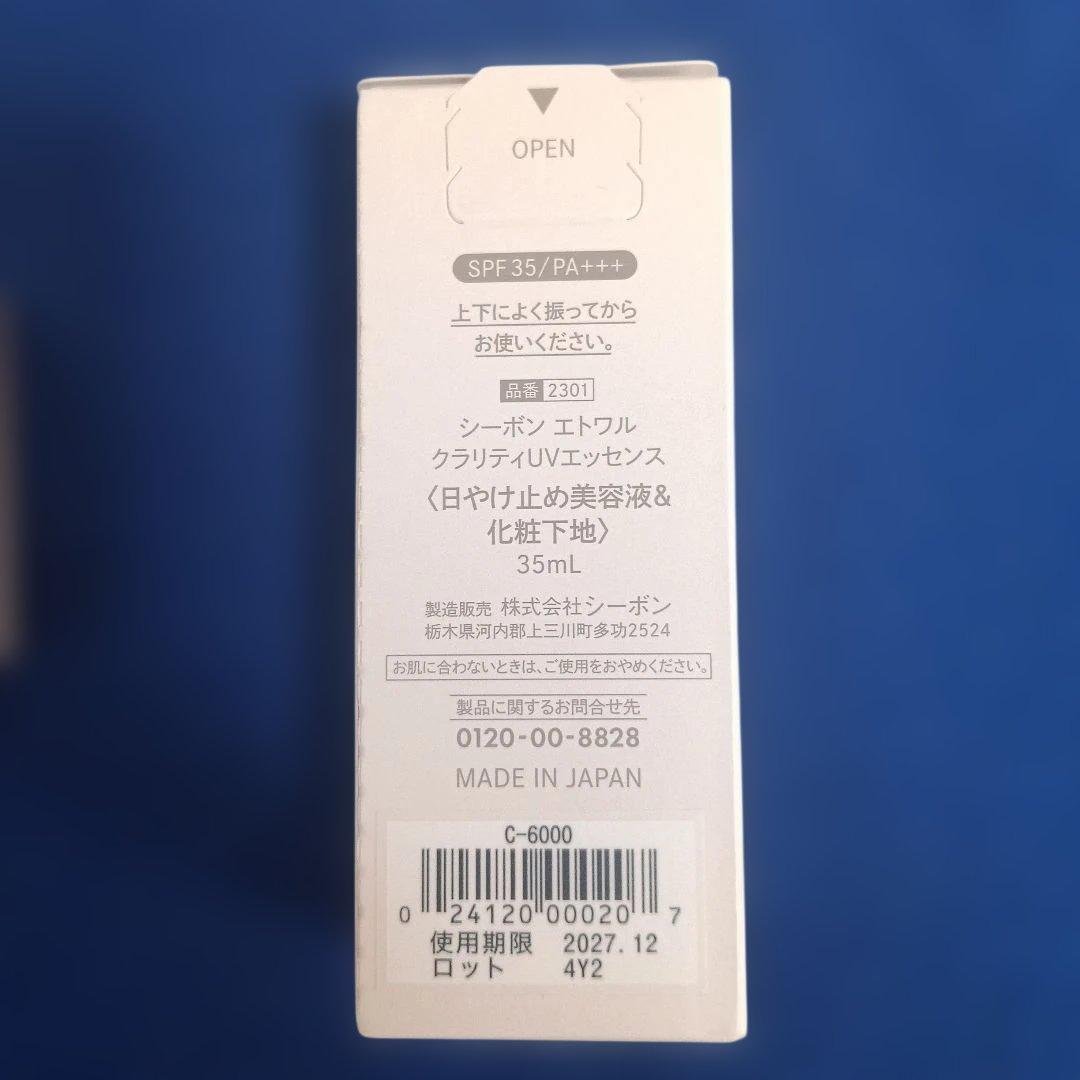 OPEN
SPF35/PA+++
上下によく振ってから
お使いください。
品番 2301
シーボン エトワル
クラリティUVエッセンス
〈日やけ止め美容液&
化粧下地〉
35mL
製造販売 株式会社シーボン
栃木県河内郡上三川町多功2524
お肌に合わないときは、ご使用をおやめください。
製品に関するお問合せ先
0120-00-8828
MADE IN JAPAN
C-6000
0 24120 00020 7
使用期限 2027.12
ロット 4Y2